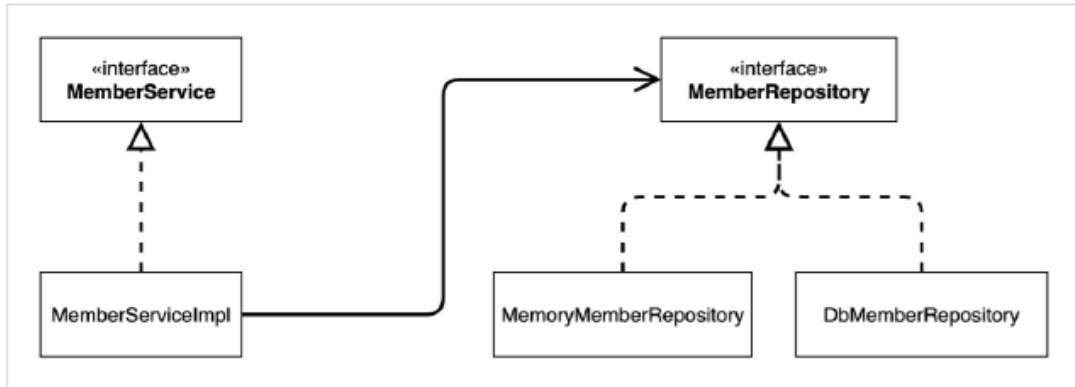 «interface»
MemberService
«interface»
MemberRepository
MemberServiceImpl
MemoryMemberRepository
DbMemberRepository